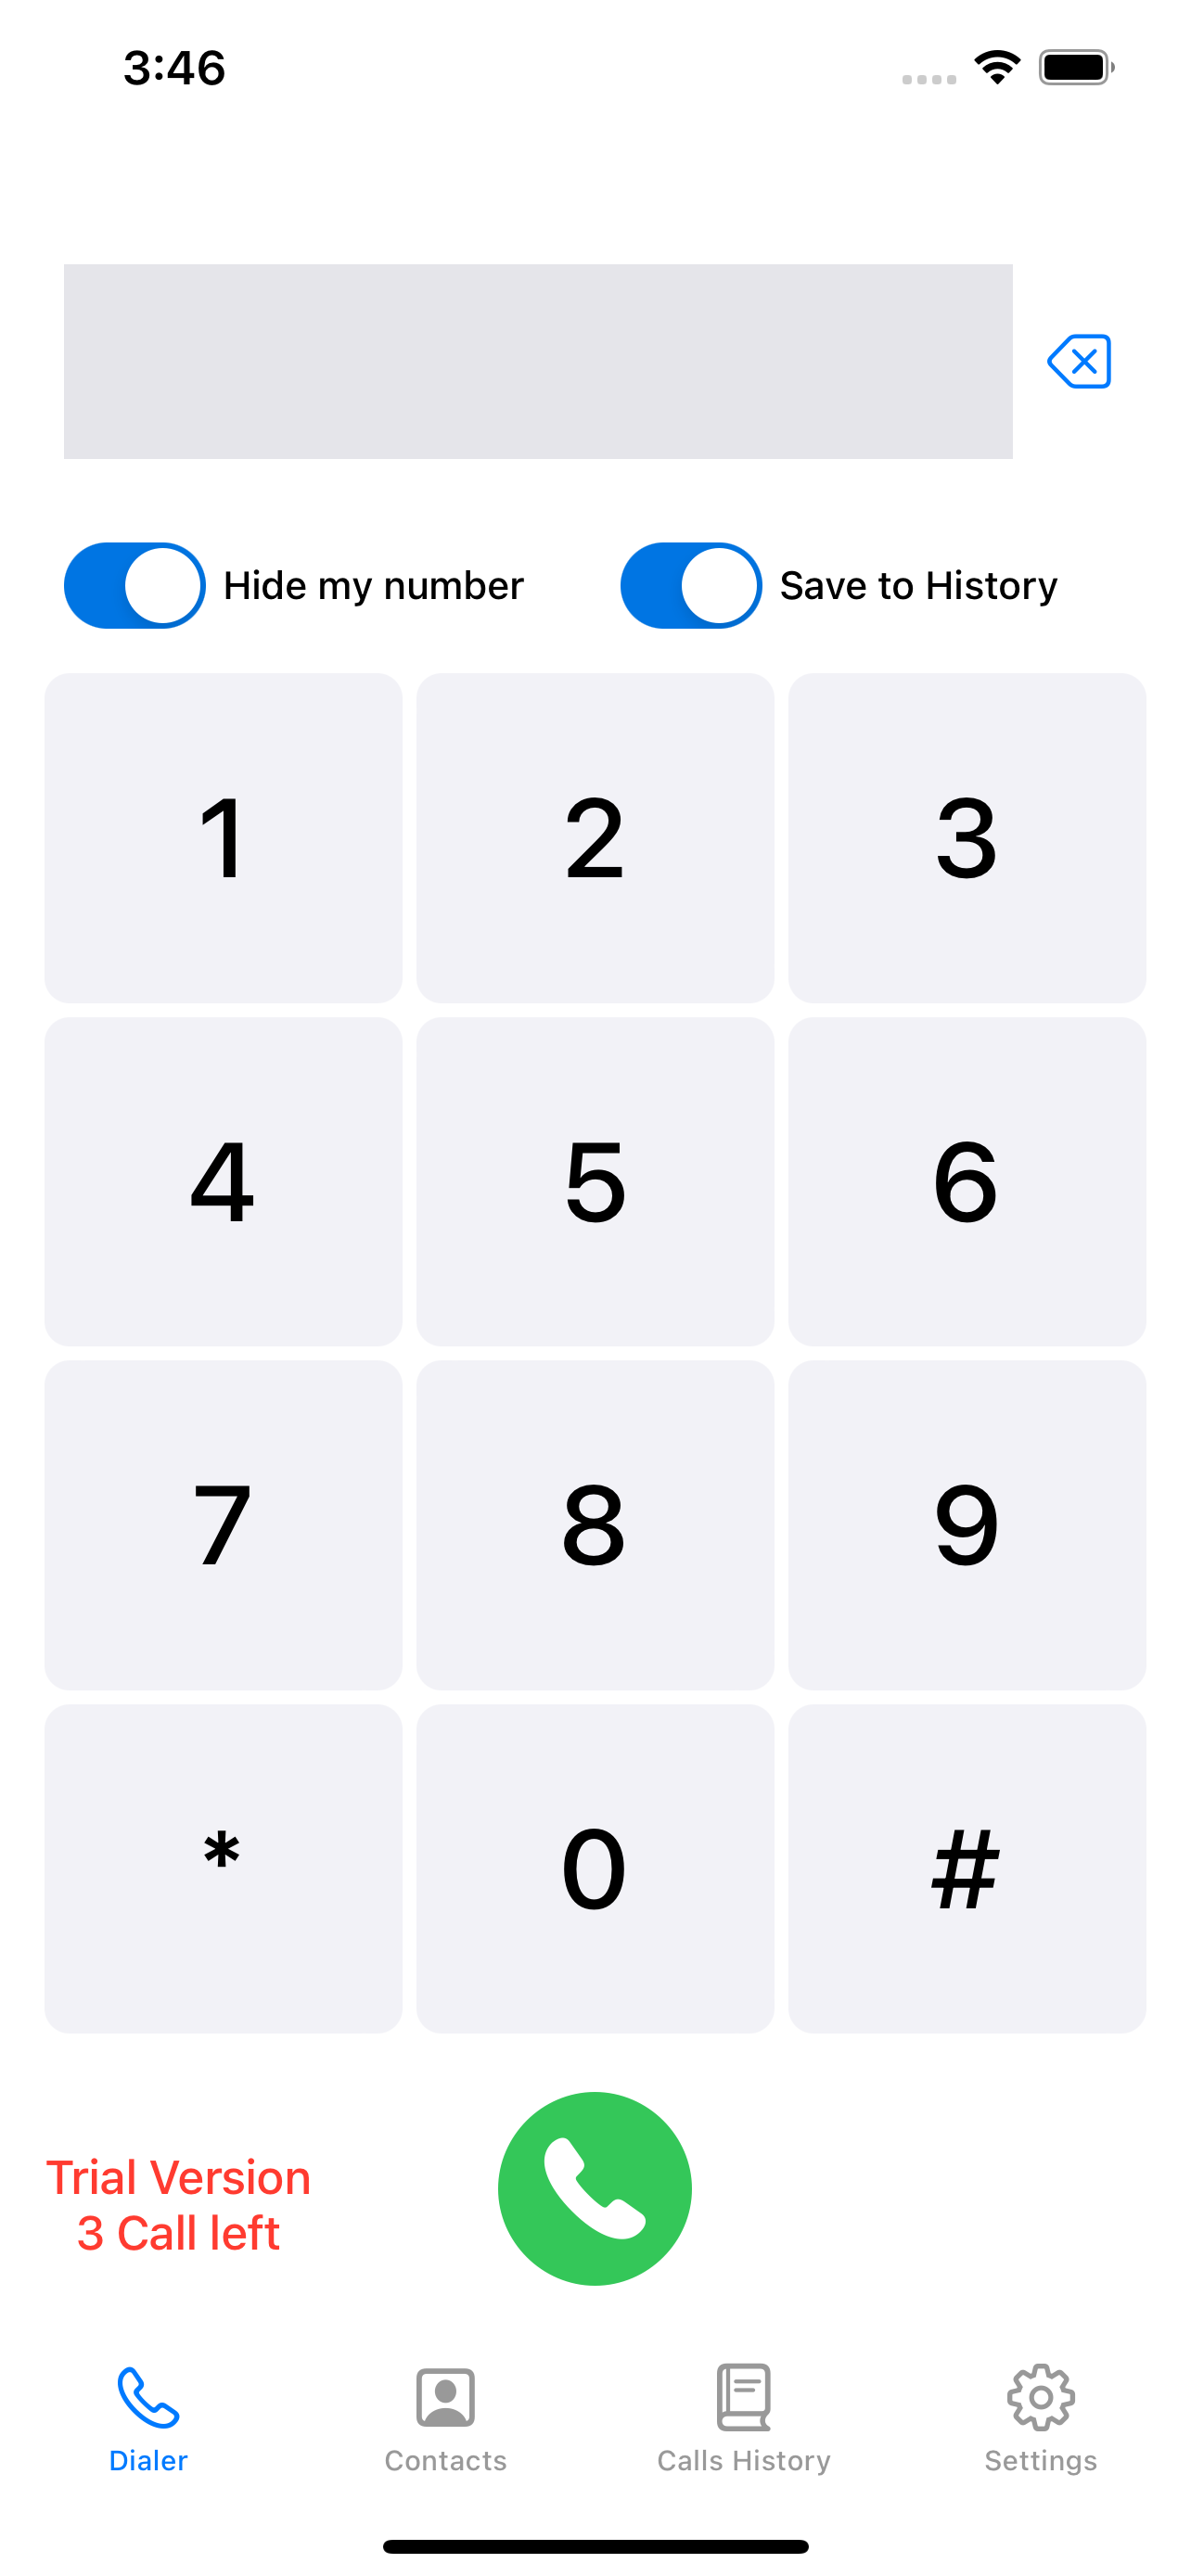 3:46
Hide my number
Save to History
1 2 3
4 5 6
7 8 9
* 0 #
Trial Version
3 Call left
Dialer
Contacts
Calls History
Settings